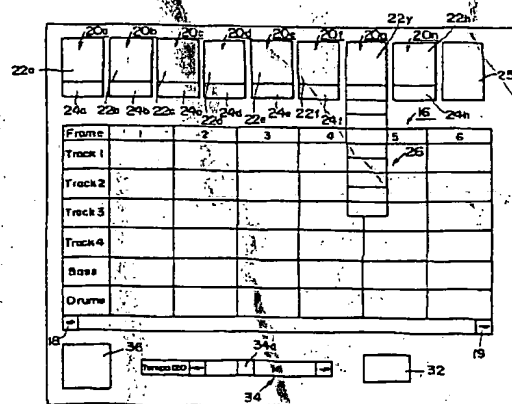 20a 20b 20c 20d 20e 20f 20g 22y 20n 22h
22a 25
24a 22b 24b 22c 24c 22d 24d 22e 24e 22f 24f 24h
16
Frame 1 2 3 4 5 6
Track 1 26
Track 2
Track 3
Track 4
Bass
Drums
18 19
36 Tempo 120 34a 32
34